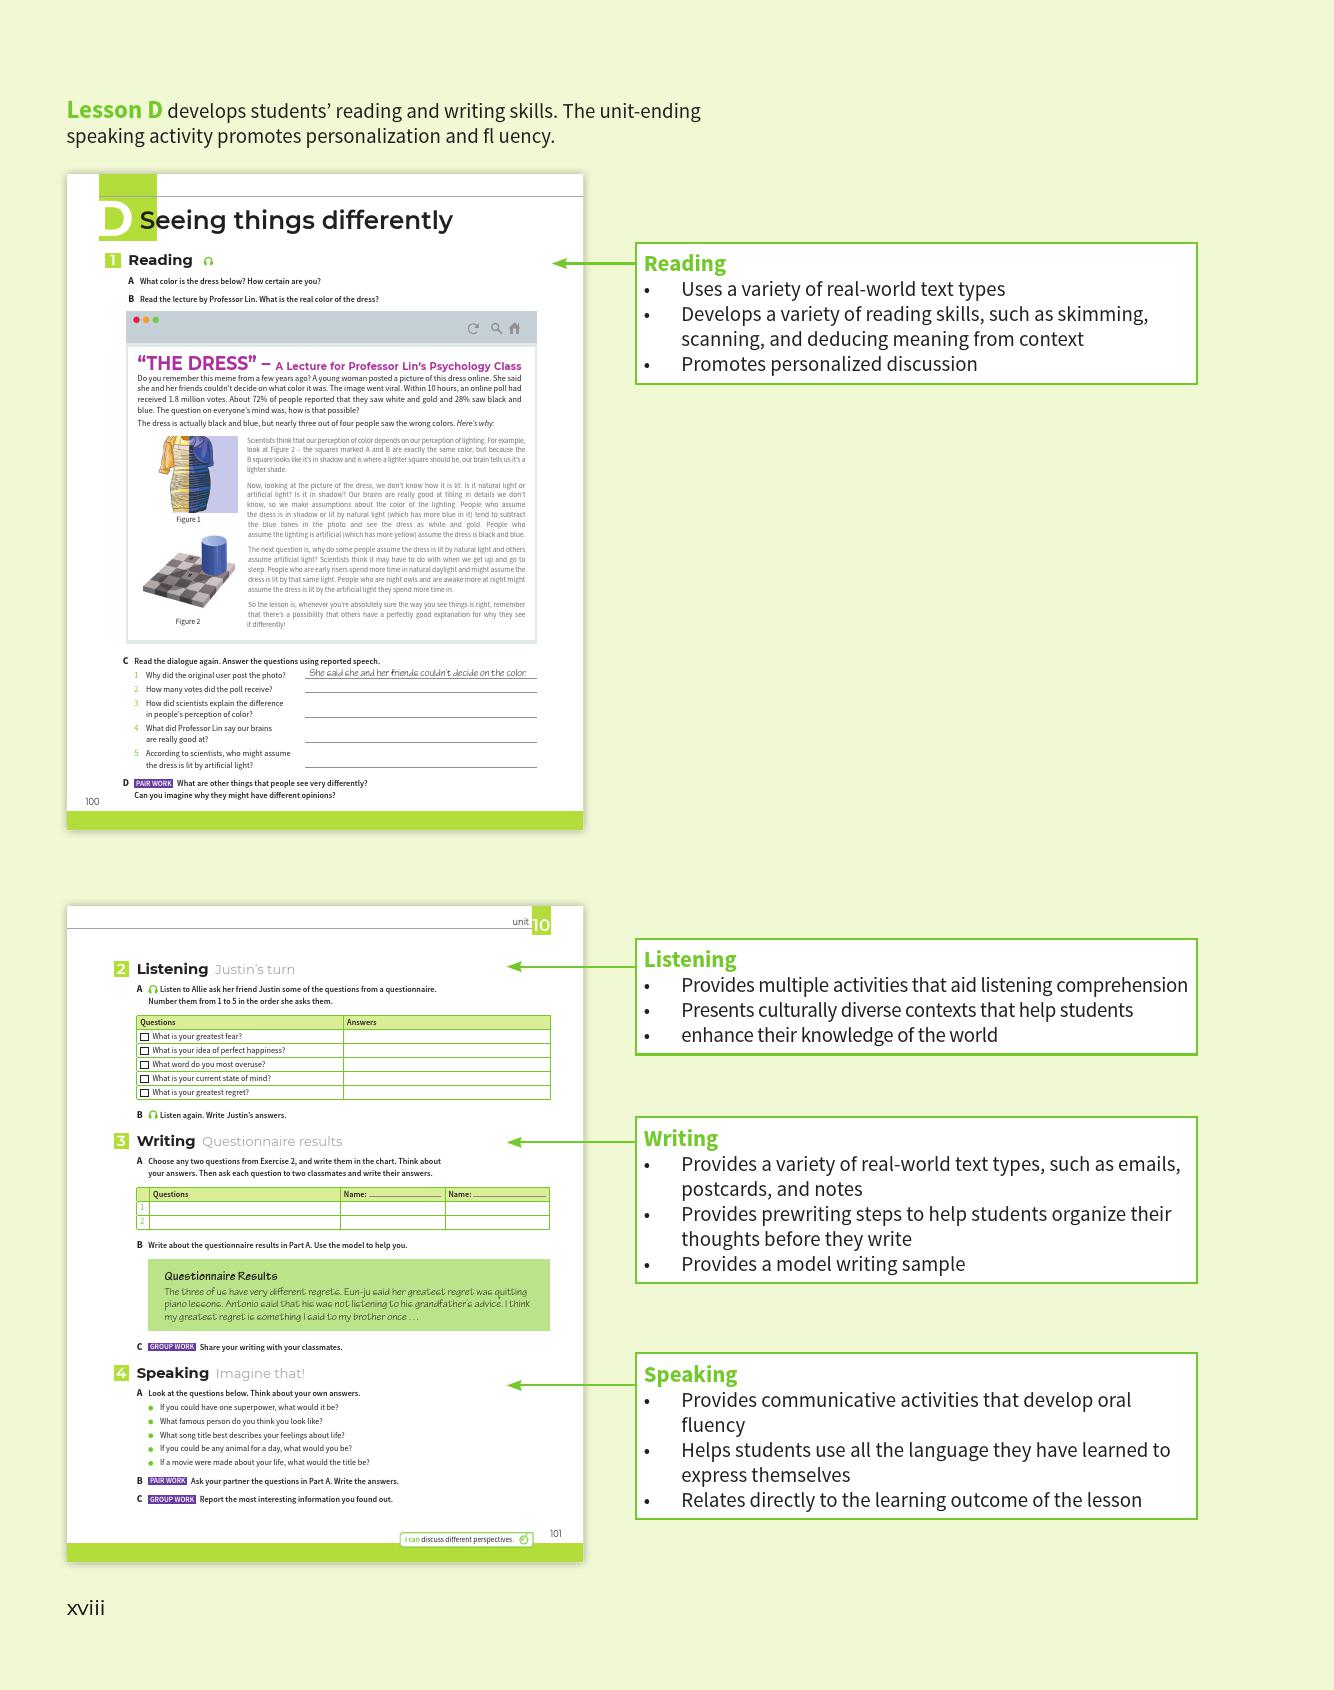 Lesson D develops students’ reading and writing skills. The unit-ending
speaking activity promotes personalization and fl uency.
D Seeing things differently
1 Reading
A What color is the dress below? How certain are you?
B Read the lecture by Professor Lin. What is the real color of the dress?
“THE DRESS” – A Lecture for Professor Lin’s Psychology Class
Do you remember this meme from a few years ago? A young woman posted a picture of this dress online. She said
she and her friends couldn’t decide on what color it was. The image went viral. Within 10 hours, an online poll had
received 1.8 million votes. About 72% of people reported that they saw white and gold and 28% saw black and
blue. The question on everyone’s mind was, how is that possible?
The dress is actually black and blue, but nearly three out of four people saw the wrong colors. Here’s why:
Scientists think that our perception of color depends on our perception of lighting. For example,
look at Figure 2 – the squares marked A and B are exactly the same color, but because the
B square looks like it’s in shadow and is where a lighter square should be, our brain tells us it’s a
lighter shade.
Now, looking at the picture of the dress, we don’t know how it is lit. Is it natural light or
artificial light? Is it in shadow? Our brains are really good at filling in details we don’t
know, so we make assumptions about the color of the lighting. People who assume
the dress is in shadow or lit by natural light (which has more blue in it) tend to subtract
the blue tones in the photo and see the dress as white and gold. People who
assume the lighting is artificial (which has more yellow) assume the dress is black and blue.
The next question is, why do some people assume the dress is lit by natural light and others
assume artificial light? Scientists think it may have to do with when we get up and go to
sleep. People who are early risers spend more time in natural daylight and might assume the
dress is lit by that same light. People who are night owls and are awake more at night might
assume the dress is lit by the artificial light they spend more time in.
So the lesson is, whenever you’re absolutely sure the way you see things is right, remember
that there’s a possibility that others have a perfectly good explanation for why they see
it differently!
Figure 1
Figure 2
C Read the dialogue again. Answer the questions using reported speech.
1 Why did the original user post the photo? She said she and her friends couldn’t decide on the color.
2 How many votes did the poll receive?
3 How did scientists explain the difference
in people’s perception of color?
4 What did Professor Lin say our brains
are really good at?
5 According to scientists, who might assume
the dress is lit by artificial light?
D PAIR WORK What are other things that people see very differently?
Can you imagine why they might have different opinions?
100
Reading
• Uses a variety of real-world text types
• Develops a variety of reading skills, such as skimming,
scanning, and deducing meaning from context
• Promotes personalized discussion
unit 10
2 Listening Justin’s turn
A Listen to Allie ask her friend Justin some of the questions from a questionnaire.
Number them from 1 to 5 in the order she asks them.
Questions Answers
What is your greatest fear?
What is your idea of perfect happiness?
What word do you most overuse?
What is your current state of mind?
What is your greatest regret?
B Listen again. Write Justin’s answers.
3 Writing Questionnaire results
A Choose any two questions from Exercise 2, and write them in the chart. Think about
your answers. Then ask each question to two classmates and write their answers.
Questions Name: Name:
1
2
B Write about the questionnaire results in Part A. Use the model to help you.
Questionnaire Results
The three of us have very different regrets. Eun-ju said her greatest regret was quitting
piano lessons. Antonio said that his was not listening to his grandfather’s advice. I think
my greatest regret is something I said to my brother once . . .
C GROUP WORK Share your writing with your classmates.
4 Speaking Imagine that!
A Look at the questions below. Think about your own answers.
● If you could have one superpower, what would it be?
● What famous person do you think you look like?
● What song title best describes your feelings about life?
● If you could be any animal for a day, what would you be?
● If a movie were made about your life, what would the title be?
B PAIR WORK Ask your partner the questions in Part A. Write the answers.
C GROUP WORK Report the most interesting information you found out.
I can discuss different perspectives.
101
Listening
• Provides multiple activities that aid listening comprehension
• Presents culturally diverse contexts that help students
• enhance their knowledge of the world
Writing
• Provides a variety of real-world text types, such as emails,
postcards, and notes
• Provides prewriting steps to help students organize their
thoughts before they write
• Provides a model writing sample
Speaking
• Provides communicative activities that develop oral
fluency
• Helps students use all the language they have learned to
express themselves
• Relates directly to the learning outcome of the lesson
xviii